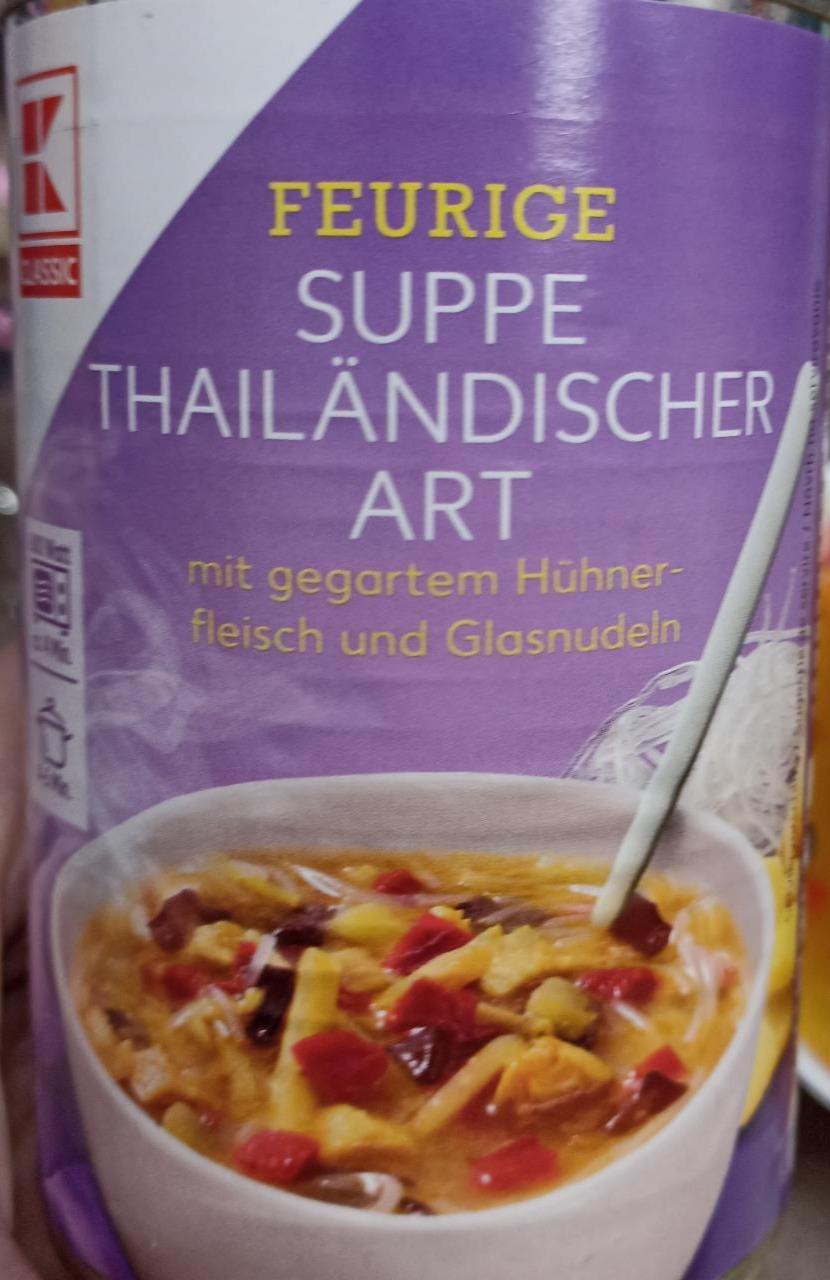 K
CLASSIC
FEURIGE
SUPPE
THAILÄNDISCHER
ART
mit gegartem Hühner-
fleisch und Glasnudeln